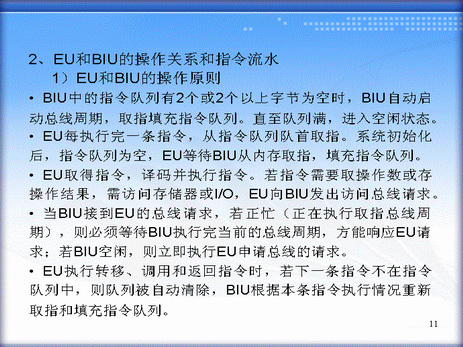 2、EU和BIU的操作关系和指令流水
1）EU和BIU的操作原则
• BIU中的指令队列有2个或2个以上字节为空时，BIU自动启
动总线周期，取指填充指令队列。直至队列满，进入空闲状态。
• EU每执行完一条指令，从指令队列队首取指。系统初始化
后，指令队列为空，EU等待BIU从内存取指，填充指令队列。
• EU取得指令，译码并执行指令。若指令需要取操作数或存
操作结果，需访问存储器或I/O，EU向BIU发出访问总线请求。
• 当BIU接到EU的总线请求，若正忙（正在执行取指总线周
期），则必须等待BIU执行完当前的总线周期，方能响应EU请
求；若BIU空闲，则立即执行EU申请总线的请求。
• EU执行转移、调用和返回指令时，若下一条指令不在指令
队列中，则队列被自动清除，BIU根据本条指令执行情况重新
取指和填充指令队列。
11